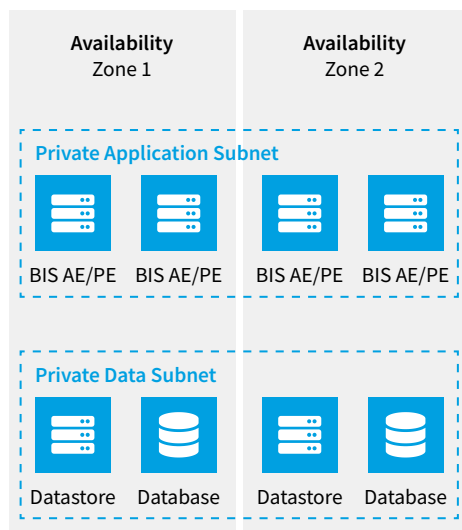 Availability
Zone 1
Availability
Zone 2
Private Application Subnet
BIS AE/PE BIS AE/PE BIS AE/PE BIS AE/PE
Private Data Subnet
Datastore Database Datastore Database